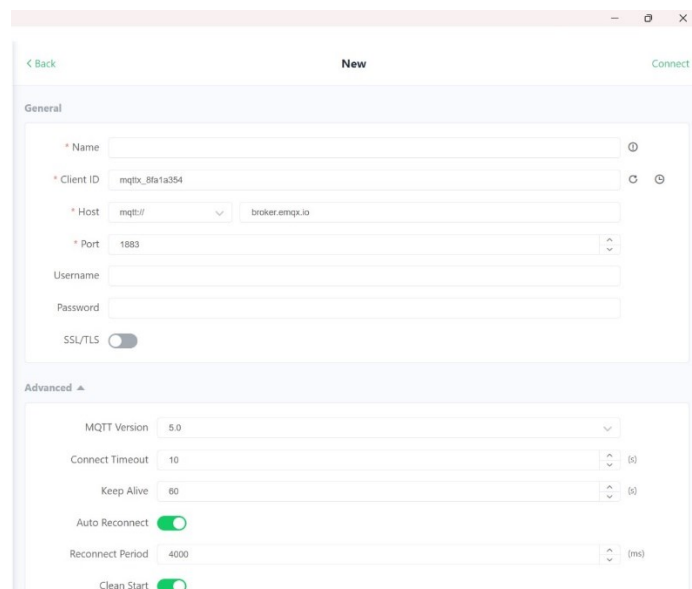 < Back New Connect
General
* Name
* Client ID mqttx_8fa1a354
* Host mqtt:// broker.emqx.io
* Port 1883
Username
Password
SSL/TLS
Advanced
MQTT Version 5.0
Connect Timeout 10 (s)
Keep Alive 60 (s)
Auto Reconnect
Reconnect Period 4000 (ms)
Clean Start